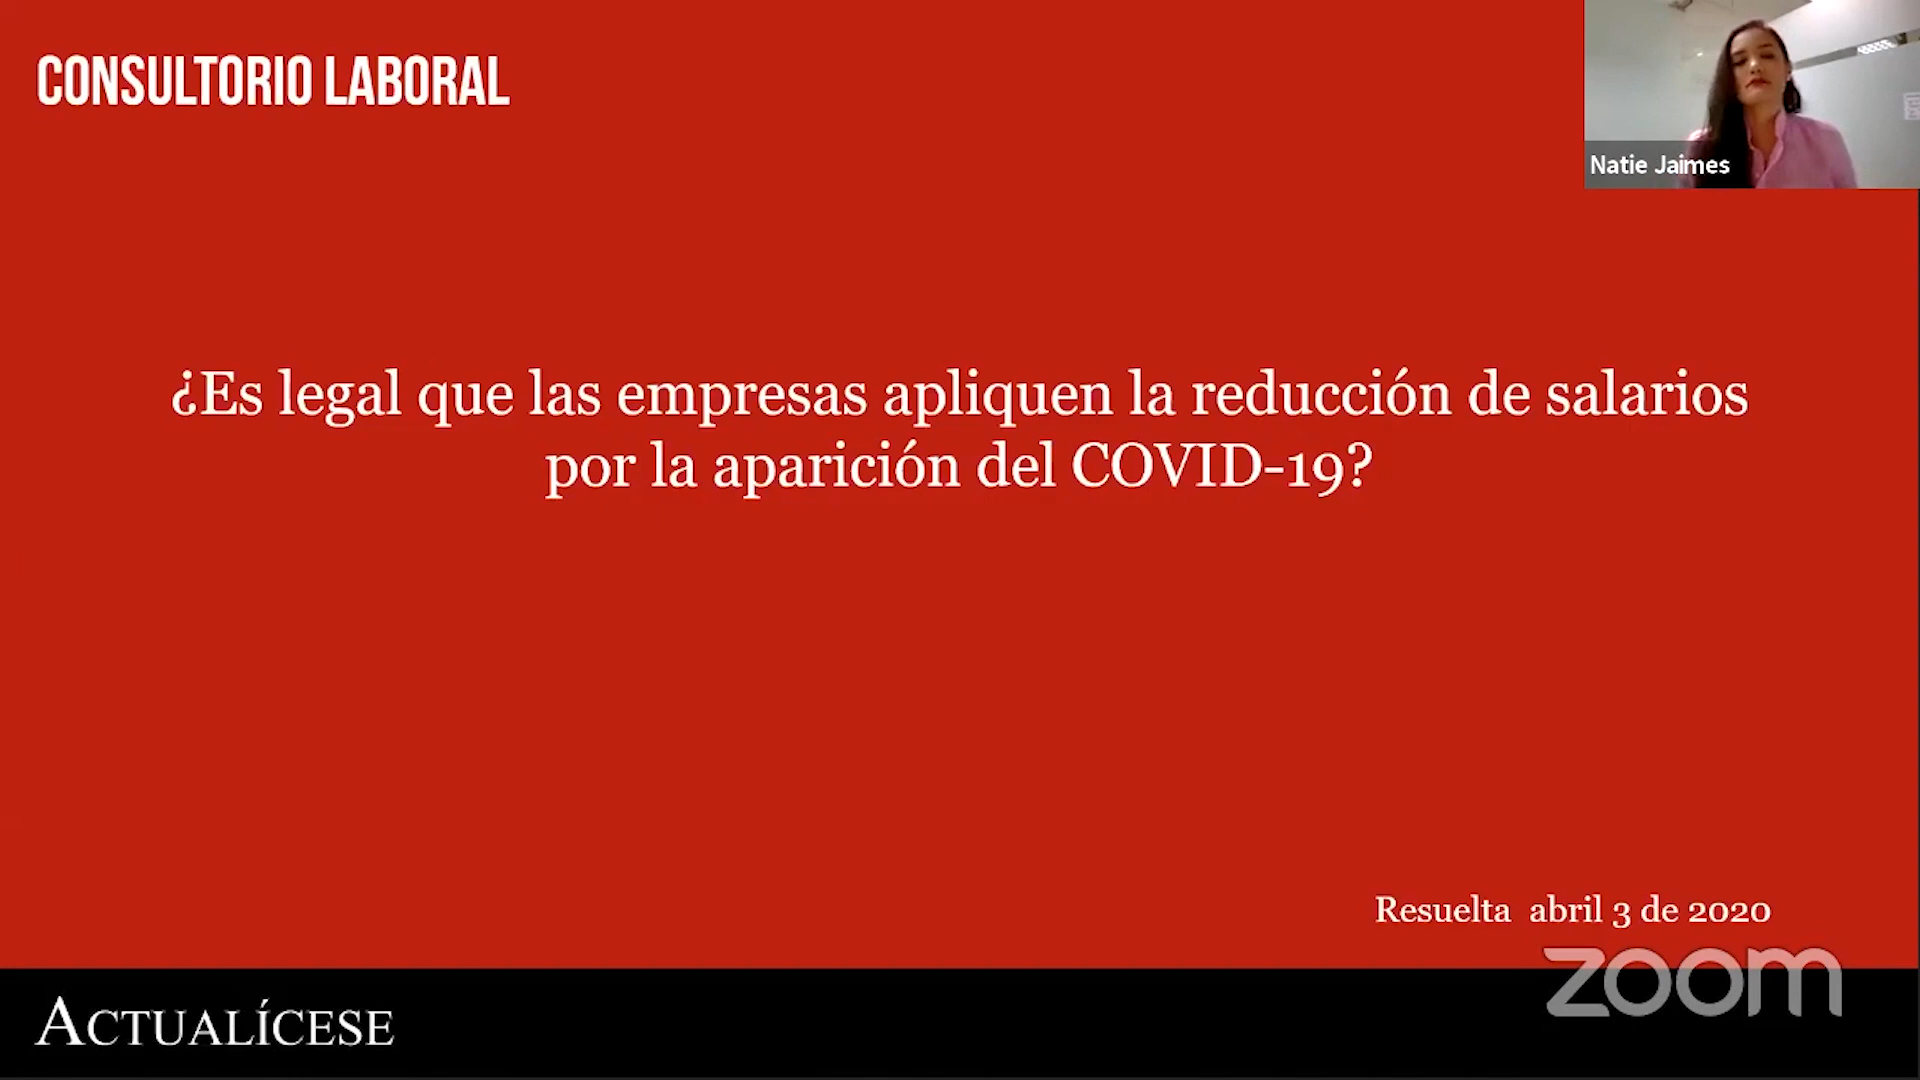 CONSULTORIO LABORAL
Natie Jaimes
¿Es legal que las empresas apliquen la reducción de salarios
por la aparición del COVID-19?
Resuelta abril 3 de 2020
zoom
ACTUALÍCESE